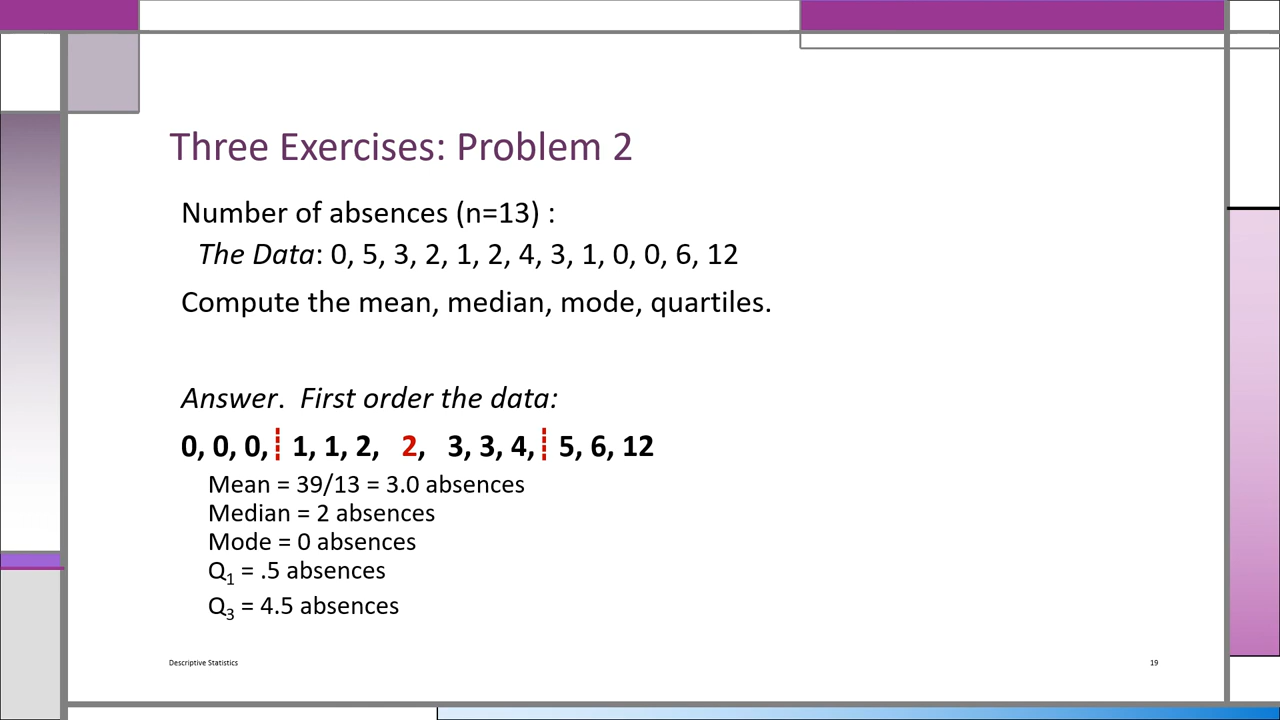 Three Exercises: Problem 2
Number of absences (n=13) :
The Data: 0, 5, 3, 2, 1, 2, 4, 3, 1, 0, 0, 6, 12
Compute the mean, median, mode, quartiles.
Answer. First order the data:
0, 0, 0,┊ 1, 1, 2, 2, 3, 3, 4,┊ 5, 6, 12
Mean = 39/13 = 3.0 absences
Median = 2 absences
Mode = 0 absences
Q₁ = .5 absences
Q₃ = 4.5 absences
Descriptive Statistics
19